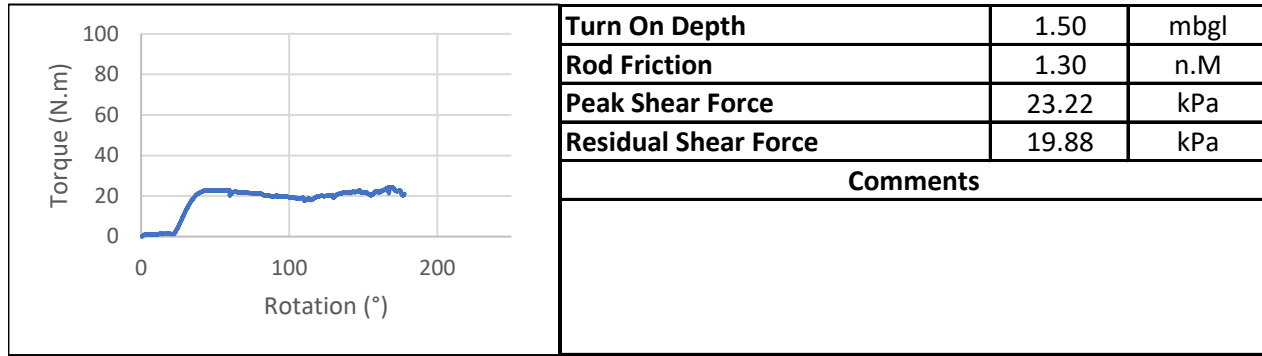 100
80
60
40
20
0
Torque (N.m)
0 100 200
Rotation (°)
Turn On Depth 1.50 mbgl
Rod Friction 1.30 n.M
Peak Shear Force 23.22 kPa
Residual Shear Force 19.88 kPa
Comments